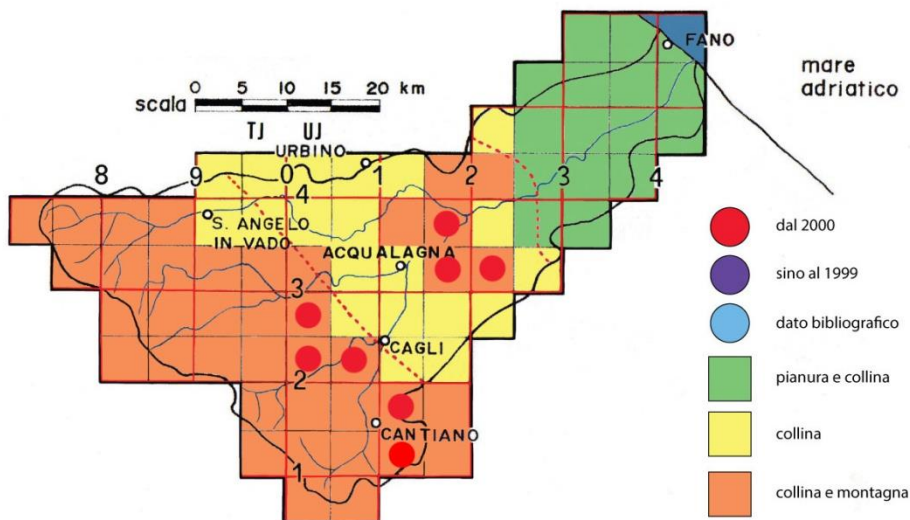 FANO
mare
adriatico
scala 0 5 10 15 20 km
TJ UJ
URBINO
8 9 0 1 2 3 4
4
S. ANGELO
IN VADO
ACQUALAGNA
3
CAGLI
2
CANTIANO
1
dal 2000
sino al 1999
dato bibliografico
pianura e collina
collina
collina e montagna